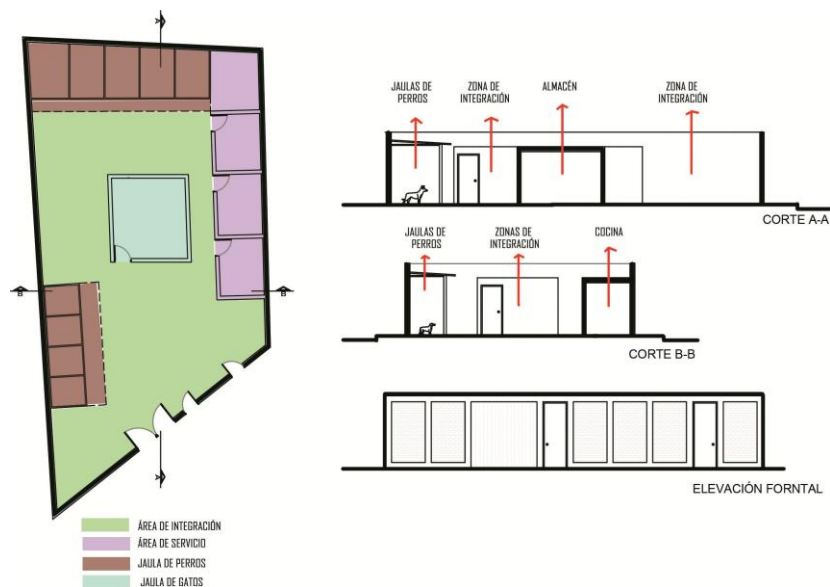 A
B
B
A
ÁREA DE INTEGRACIÓN
ÁREA DE SERVICIO
JAULA DE PERROS
JAULA DE GATOS
JAULAS DE
PERROS
ZONA DE
INTEGRACIÓN
ALMACÉN
ZONA DE
INTEGRACIÓN
CORTE A-A
JAULAS DE
PERROS
ZONAS DE
INTEGRACIÓN
COCINA
CORTE B-B
ELEVACIÓN FORNTAL